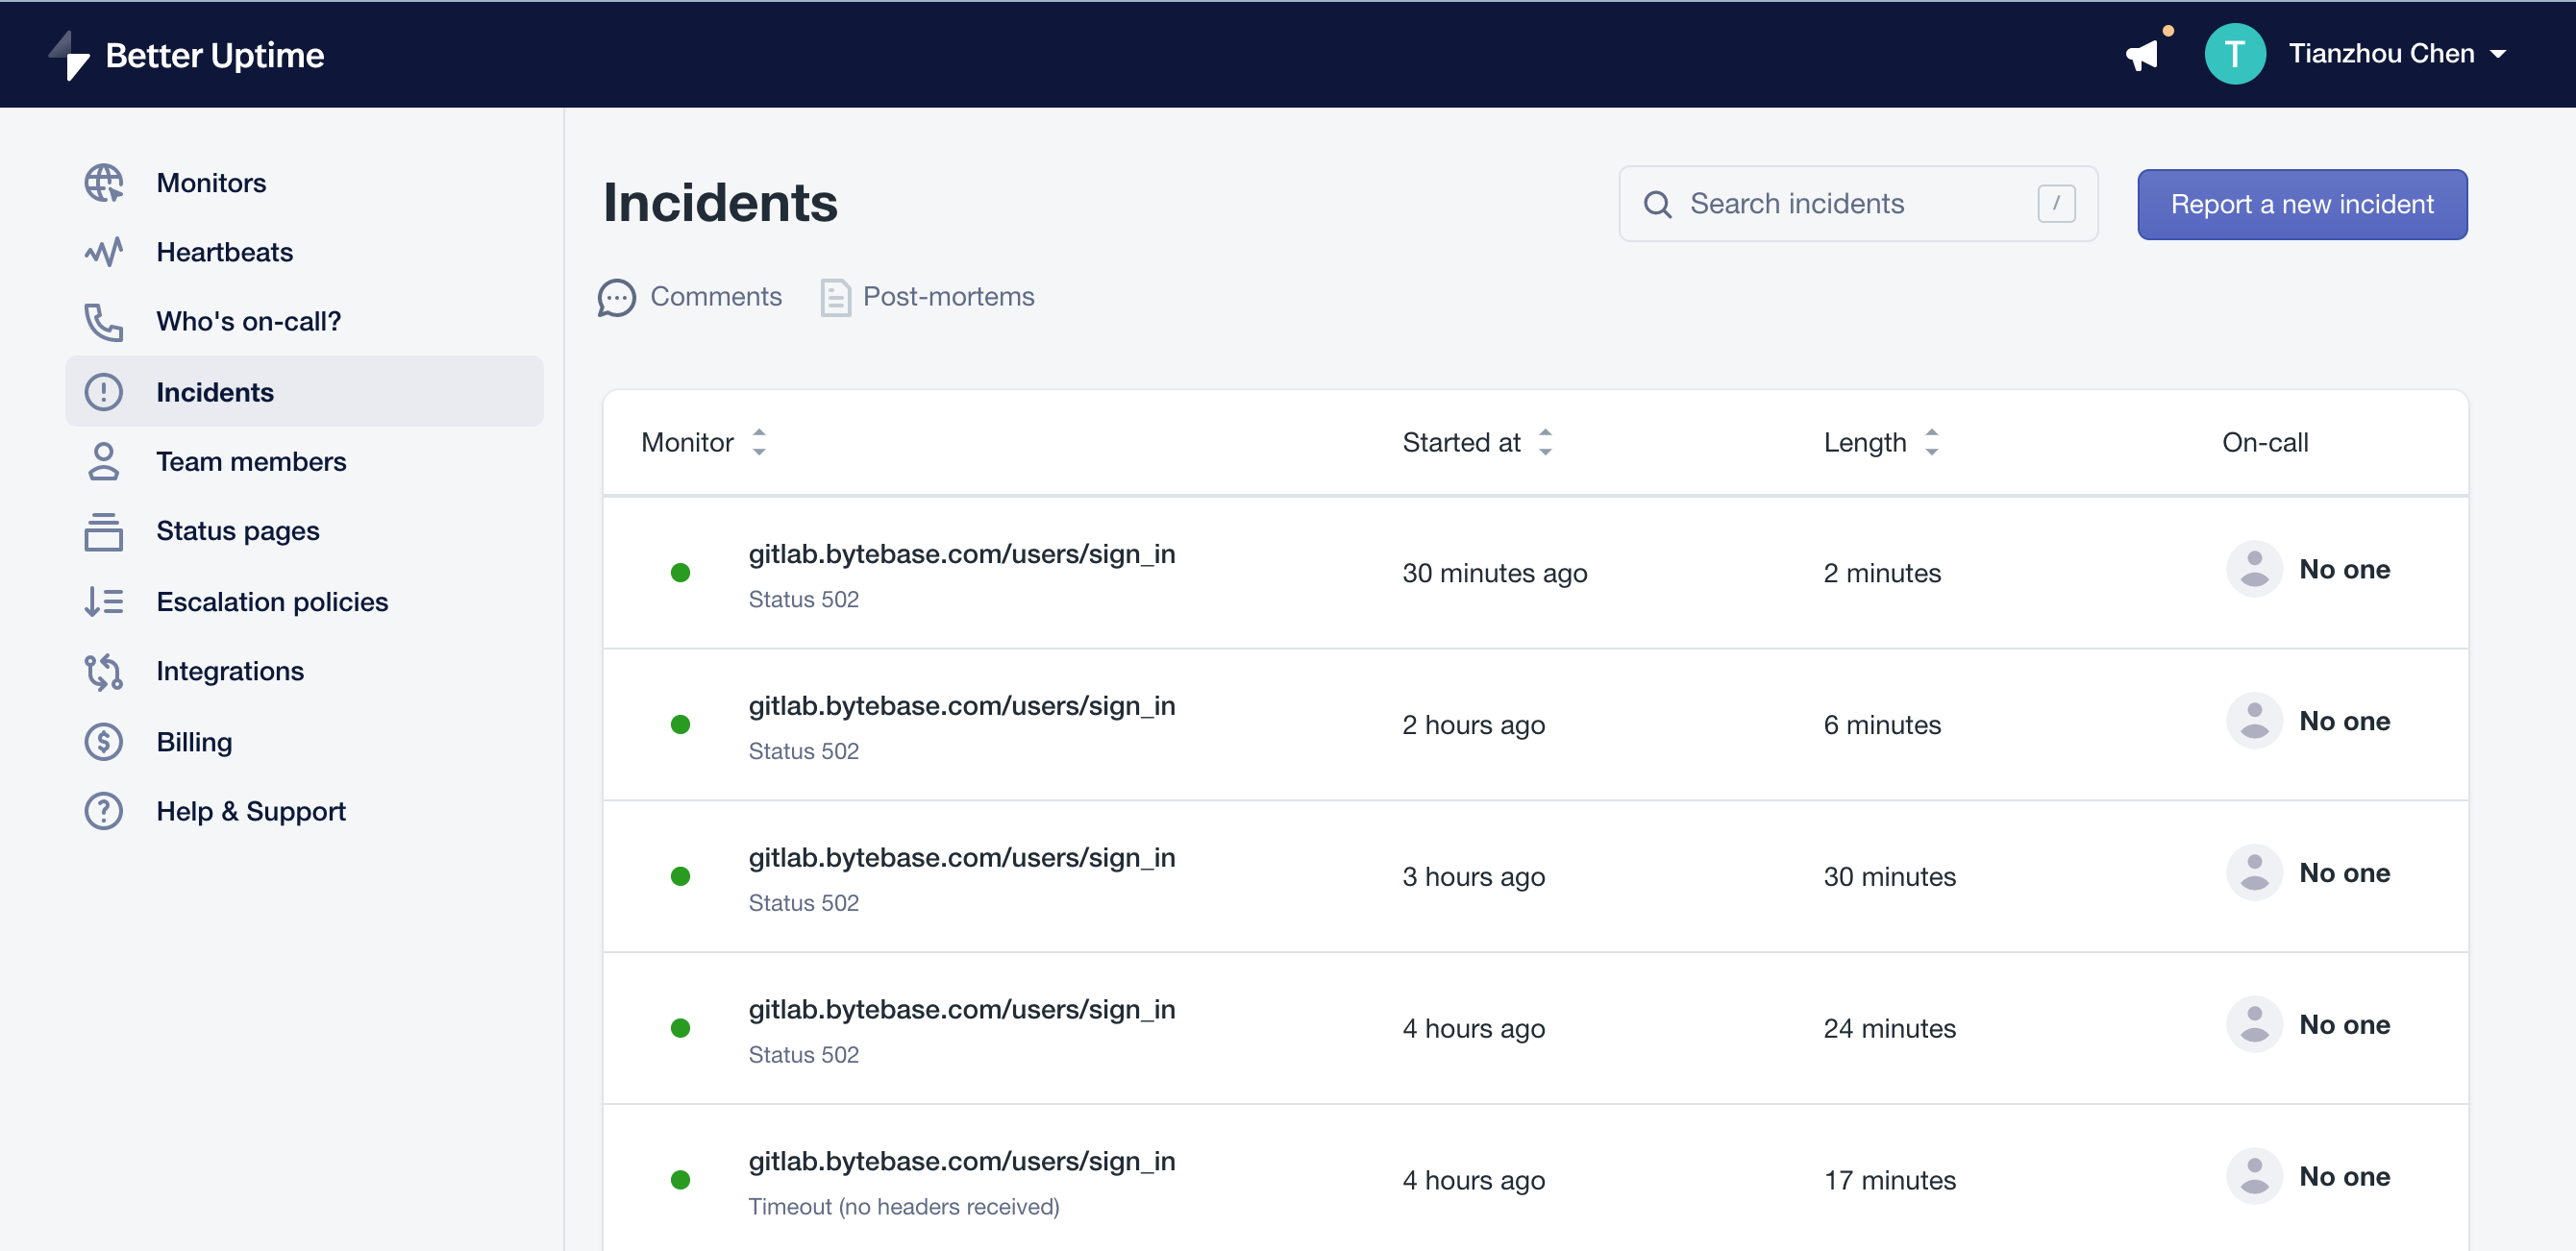 Better Uptime
T Tianzhou Chen
Monitors
Heartbeats
Who's on-call?
Incidents
Team members
Status pages
Escalation policies
Integrations
Billing
Help & Support
Incidents
Search incidents /
Report a new incident
Comments Post-mortems
Monitor Started at Length On-call
gitlab.bytebase.com/users/sign_in
Status 502
30 minutes ago 2 minutes No one
gitlab.bytebase.com/users/sign_in
Status 502
2 hours ago 6 minutes No one
gitlab.bytebase.com/users/sign_in
Status 502
3 hours ago 30 minutes No one
gitlab.bytebase.com/users/sign_in
Status 502
4 hours ago 24 minutes No one
gitlab.bytebase.com/users/sign_in
Timeout (no headers received)
4 hours ago 17 minutes No one